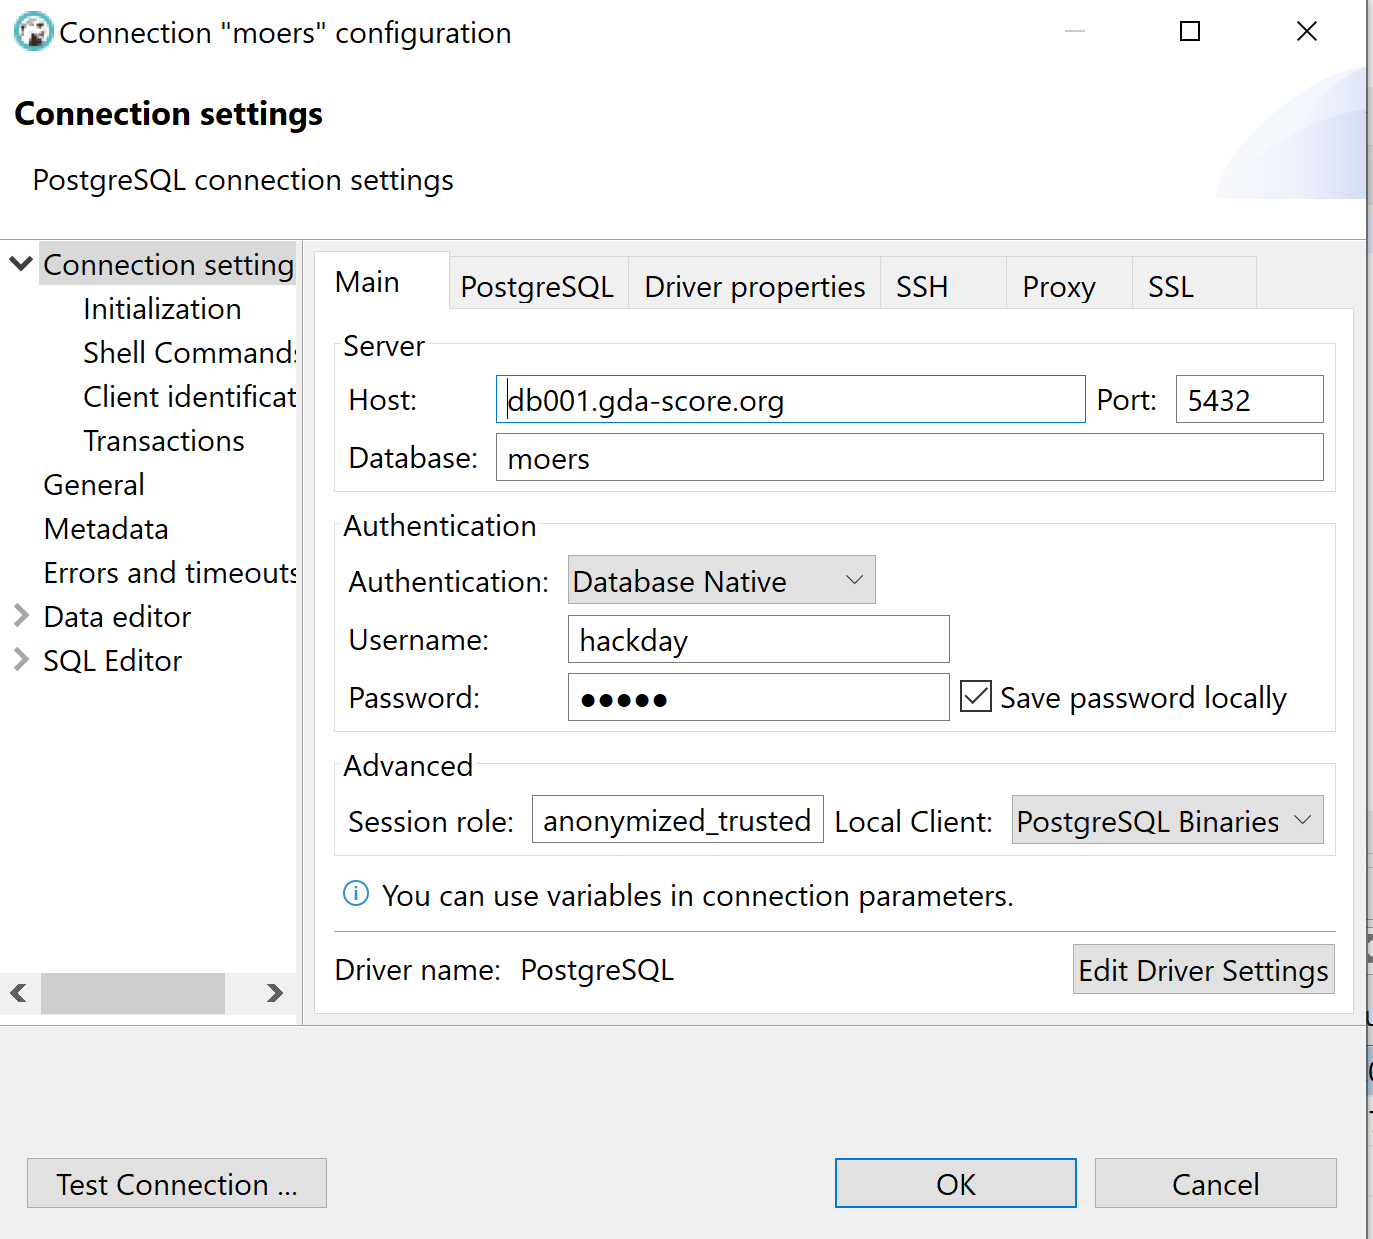 Connection "moers" configuration
Connection settings
PostgreSQL connection settings
Connection setting
Initialization
Shell Command
Client identificat
Transactions
General
Metadata
Errors and timeouts
Data editor
SQL Editor
Main PostgreSQL Driver properties SSH Proxy SSL
Server
Host: db001.gda-score.org Port: 5432
Database: moers
Authentication
Authentication: Database Native
Username: hackday
Password: ●●●●● Save password locally
Advanced
Session role: anonymized_trusted Local Client: PostgreSQL Binaries
You can use variables in connection parameters.
Driver name: PostgreSQL Edit Driver Settings
Test Connection ... OK Cancel